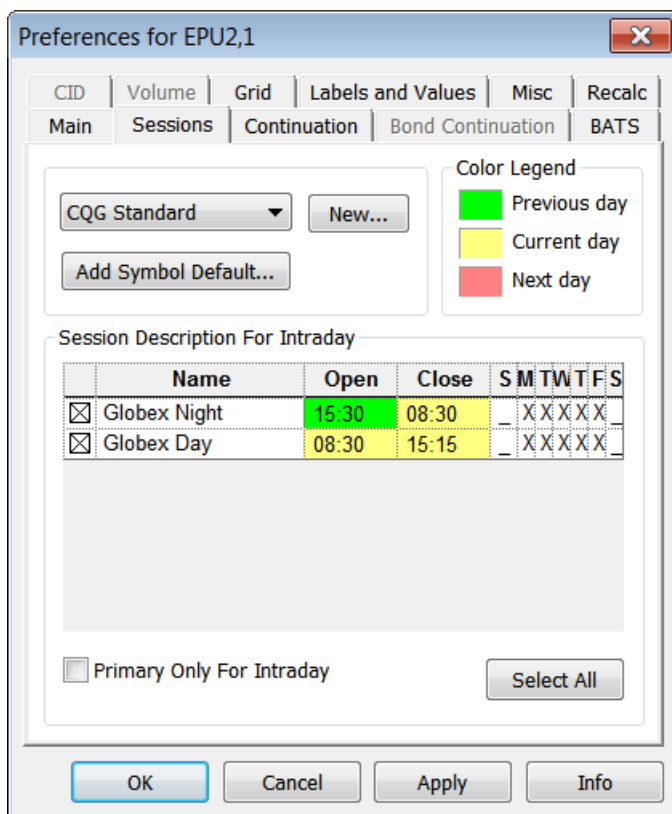 Preferences for EPU2,1
CID Volume Grid Labels and Values Misc Recalc
Main Sessions Continuation Bond Continuation BATS
CQG Standard New...
Add Symbol Default...
Color Legend
Previous day
Current day
Next day
Session Description For Intraday
Name Open Close S M T W T F S
Globex Night 15:30 08:30 _ X X X X X _
Globex Day 08:30 15:15 _ X X X X X _
Primary Only For Intraday
Select All
OK Cancel Apply Info